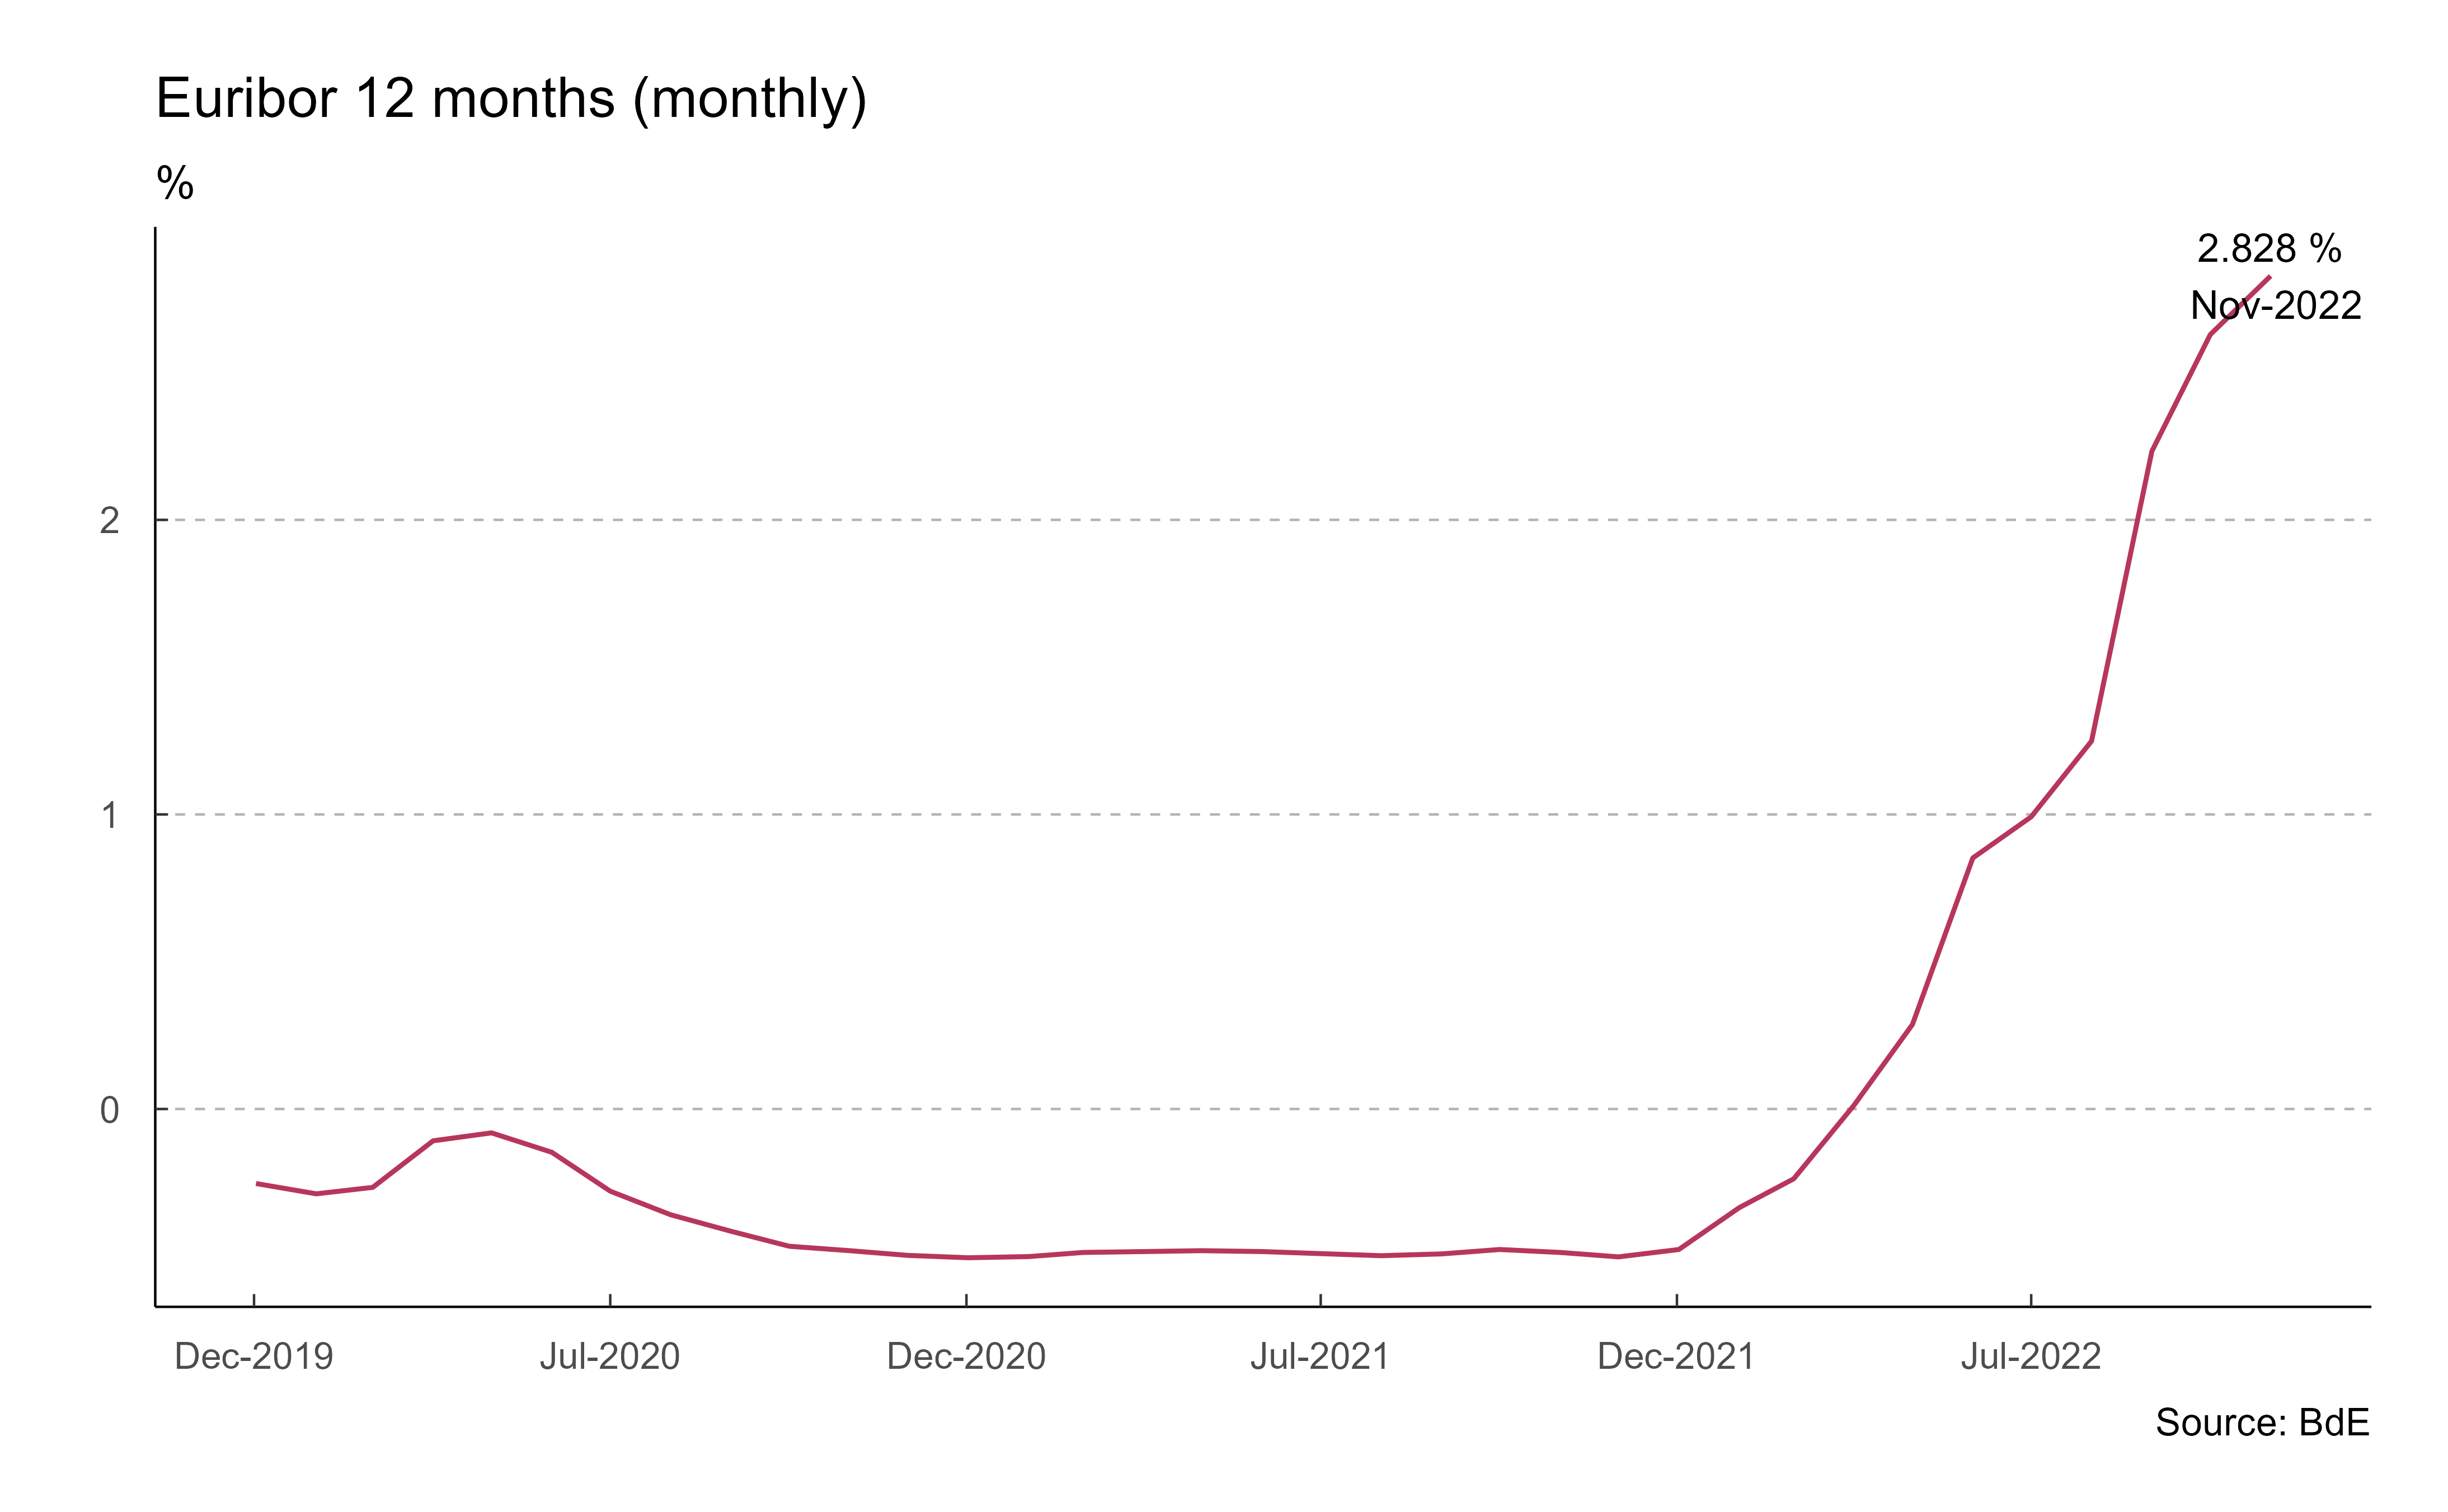 Euribor 12 months (monthly)
%
2.828 %
Nov-2022
2
1
0
Dec-2019 Jul-2020 Dec-2020 Jul-2021 Dec-2021 Jul-2022
Source: BdE